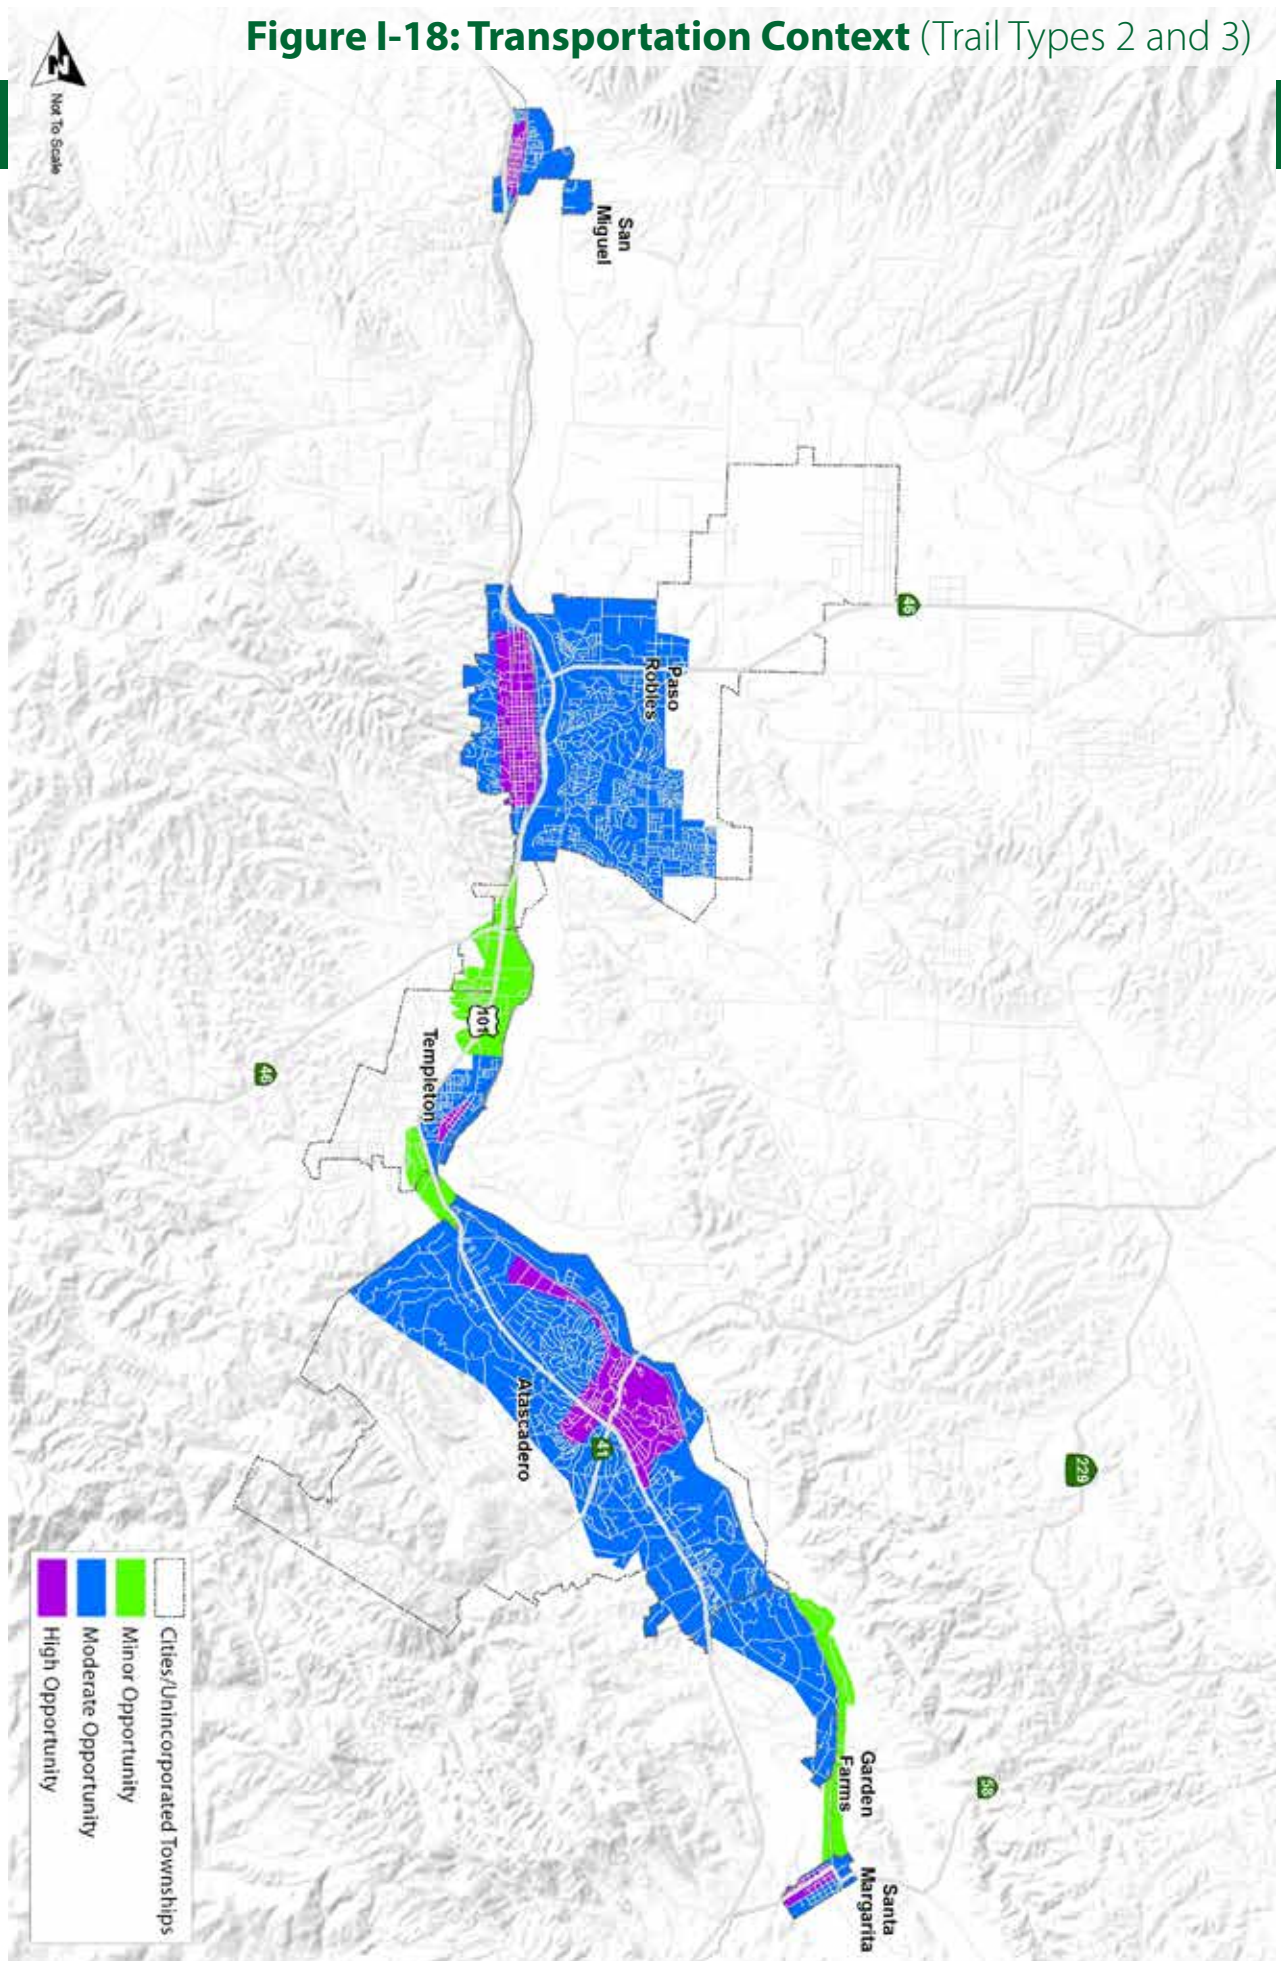 Figure I-18: Transportation Context (Trail Types 2 and 3)
N
Not To Scale
San
Miguel
46
Paso
Robles
101
Templeton
46
Atascadero
41
229
Garden
Farms
58
Santa
Margarita
Cities/Unincorporated Townships
Minor Opportunity
Moderate Opportunity
High Opportunity